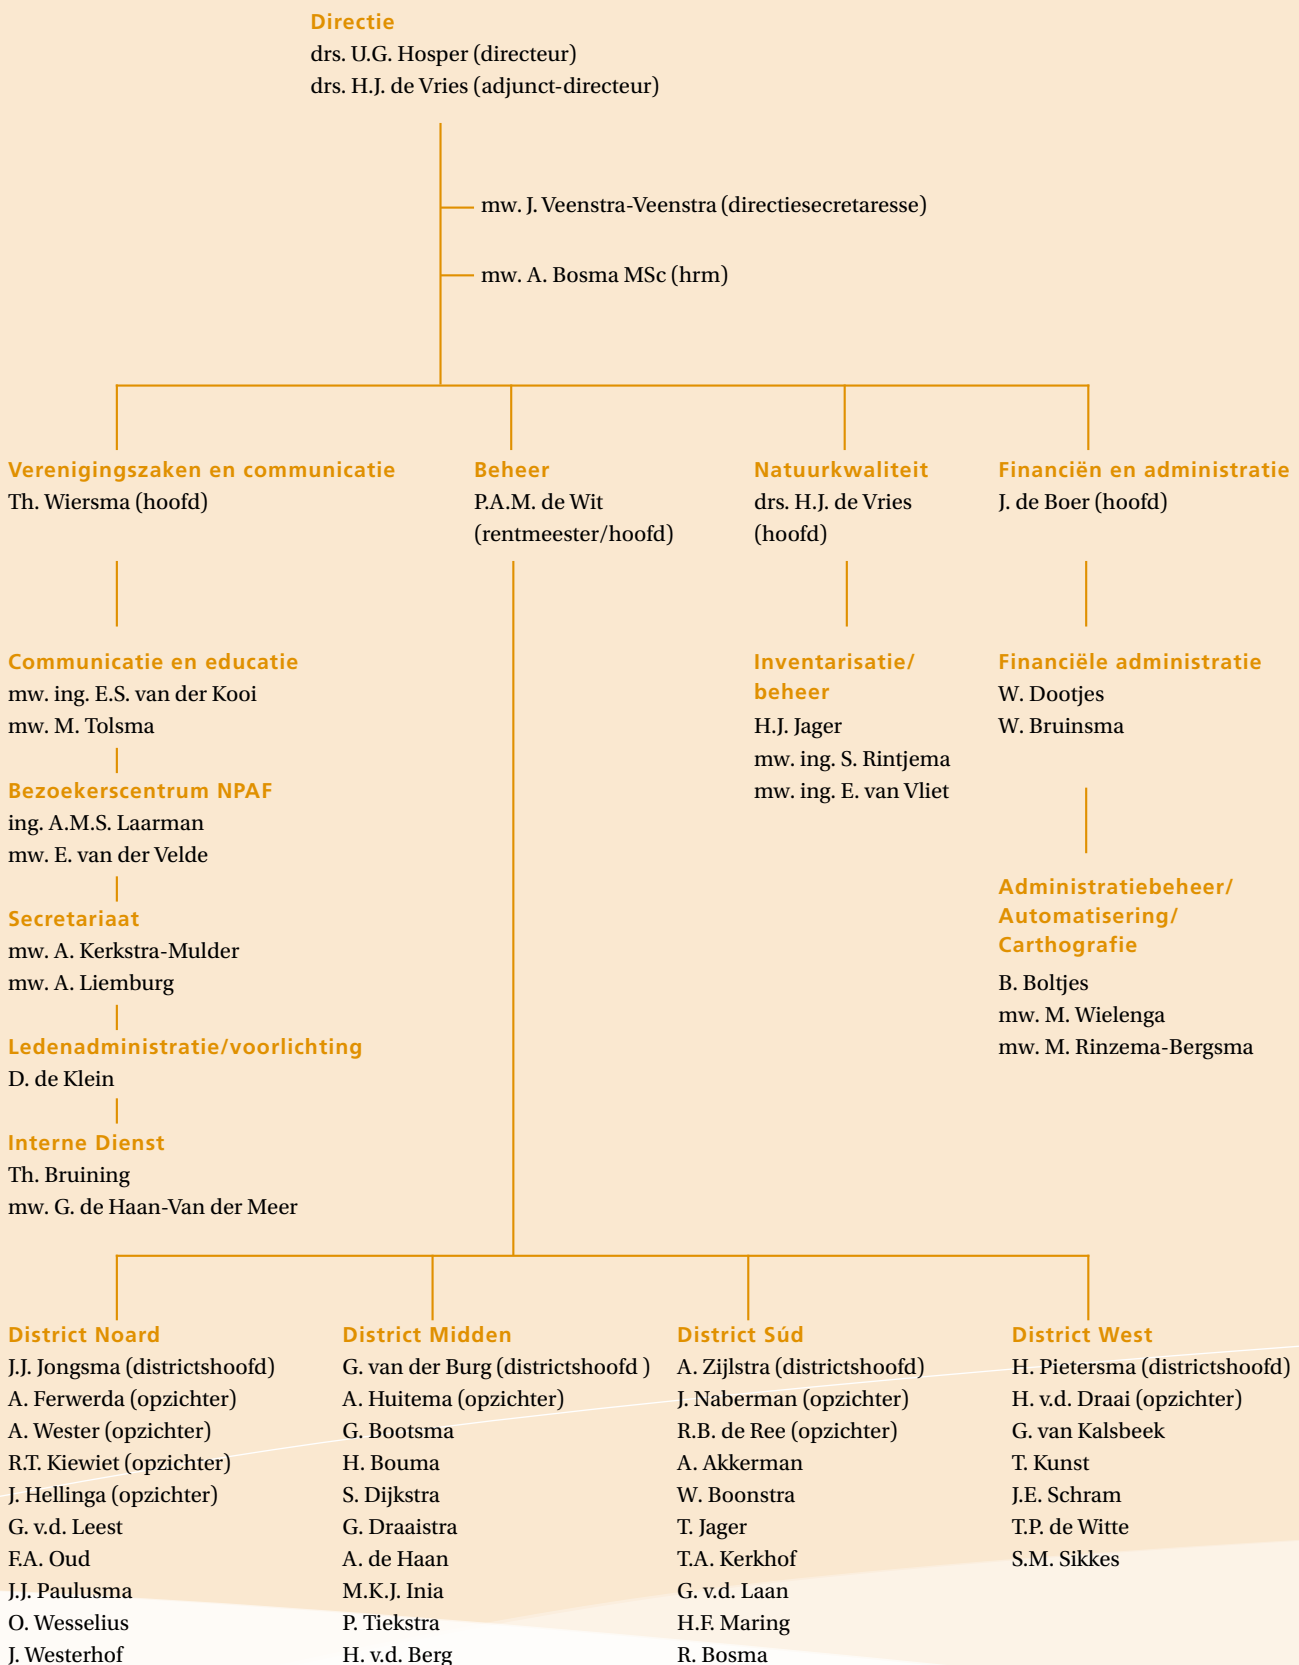 Directie
drs. U.G. Hosper (directeur)
drs. H.J. de Vries (adjunct-directeur)
mw. J. Veenstra-Veenstra (directiesecretaresse)
mw. A. Bosma MSc (hrm)
Verenigingszaken en communicatie
Th. Wiersma (hoofd)
Beheer
P.A.M. de Wit
(rentmeester/hoofd)
Natuurkwaliteit
drs. H.J. de Vries
(hoofd)
Financiën en administratie
J. de Boer (hoofd)
Communicatie en educatie
mw. ing. E.S. van der Kooi
mw. M. Tolsma
Bezoekerscentrum NPAF
ing. A.M.S. Laarman
mw. E. van der Velde
Secretariaat
mw. A. Kerkstra-Mulder
mw. A. Liemburg
Ledenadministratie/voorlichting
D. de Klein
Interne Dienst
Th. Bruining
mw. G. de Haan-Van der Meer
Inventarisatie/
beheer
H.J. Jager
mw. ing. S. Rintjema
mw. ing. E. van Vliet
Financiële administratie
W. Dootjes
W. Bruinsma
Administratiebeheer/
Automatisering/
Carthografie
B. Boltjes
mw. M. Wielenga
mw. M. Rinzema-Bergsma
District Noard
J.J. Jongsma (districtshoofd)
A. Ferwerda (opzichter)
A. Wester (opzichter)
R.T. Kiewiet (opzichter)
J. Hellinga (opzichter)
G. v.d. Leest
F.A. Oud
J.J. Paulusma
O. Wesselius
J. Westerhof
District Midden
G. van der Burg (districtshoofd )
A. Huitema (opzichter)
G. Bootsma
H. Bouma
S. Dijkstra
G. Draaistra
A. de Haan
M.K.J. Inia
P. Tiekstra
H. v.d. Berg
District Súd
A. Zijlstra (districtshoofd)
J. Naberman (opzichter)
R.B. de Ree (opzichter)
A. Akkerman
W. Boonstra
T. Jager
T.A. Kerkhof
G. v.d. Laan
H.F. Maring
R. Bosma
District West
H. Pietersma (districtshoofd)
H. v.d. Draai (opzichter)
G. van Kalsbeek
T. Kunst
J.E. Schram
T.P. de Witte
S.M. Sikkes